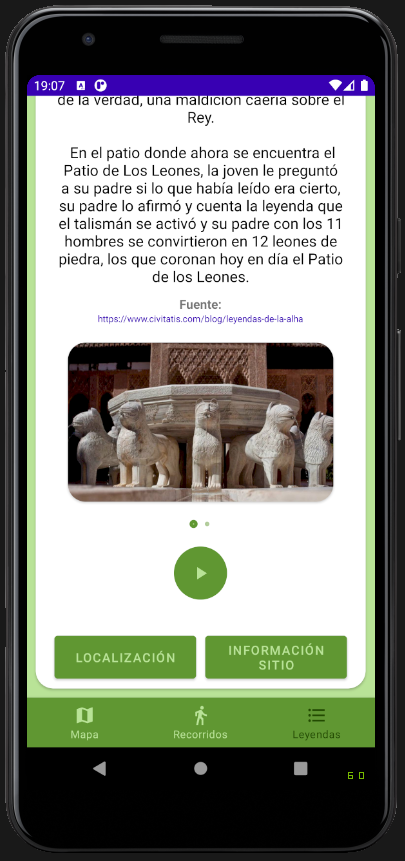 19:07
de la verdad, una maldición caería sobre el
Rey.
En el patio donde ahora se encuentra el
Patio de Los Leones, la joven le preguntó
a su padre si lo que había leído era cierto,
su padre lo afirmó y cuenta la leyenda que
el talismán se activó y su padre con los 11
hombres se convirtieron en 12 leones de
piedra, los que coronan hoy en día el Patio
de los Leones.
Fuente:
https://www.civitatis.com/blog/leyendas-de-la-alha
LOCALIZACIÓN
INFORMACIÓN
SITIO
Mapa
Recorridos
Leyendas
60